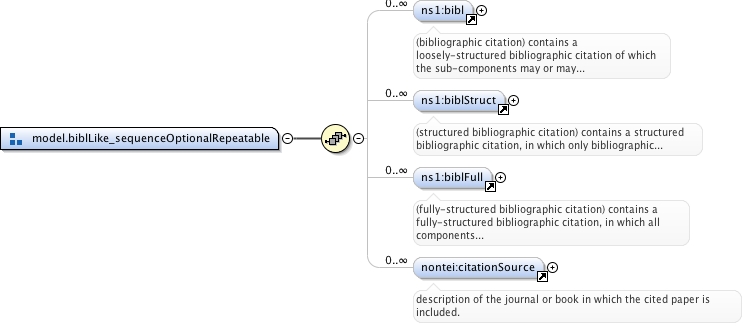 0..∞
ns1:bibl
(bibliographic citation) contains a
loosely-structured bibliographic citation of which
the sub-components may or may...
0..∞
ns1:biblStruct
(structured bibliographic citation) contains a structured
bibliographic citation, in which only bibliographic...
model.biblLike_sequenceOptionalRepeatable
0..∞
ns1:biblFull
(fully-structured bibliographic citation) contains a
fully-structured bibliographic citation, in which all
components...
0..∞
nontei:citationSource
description of the journal or book in which the cited paper is
included.